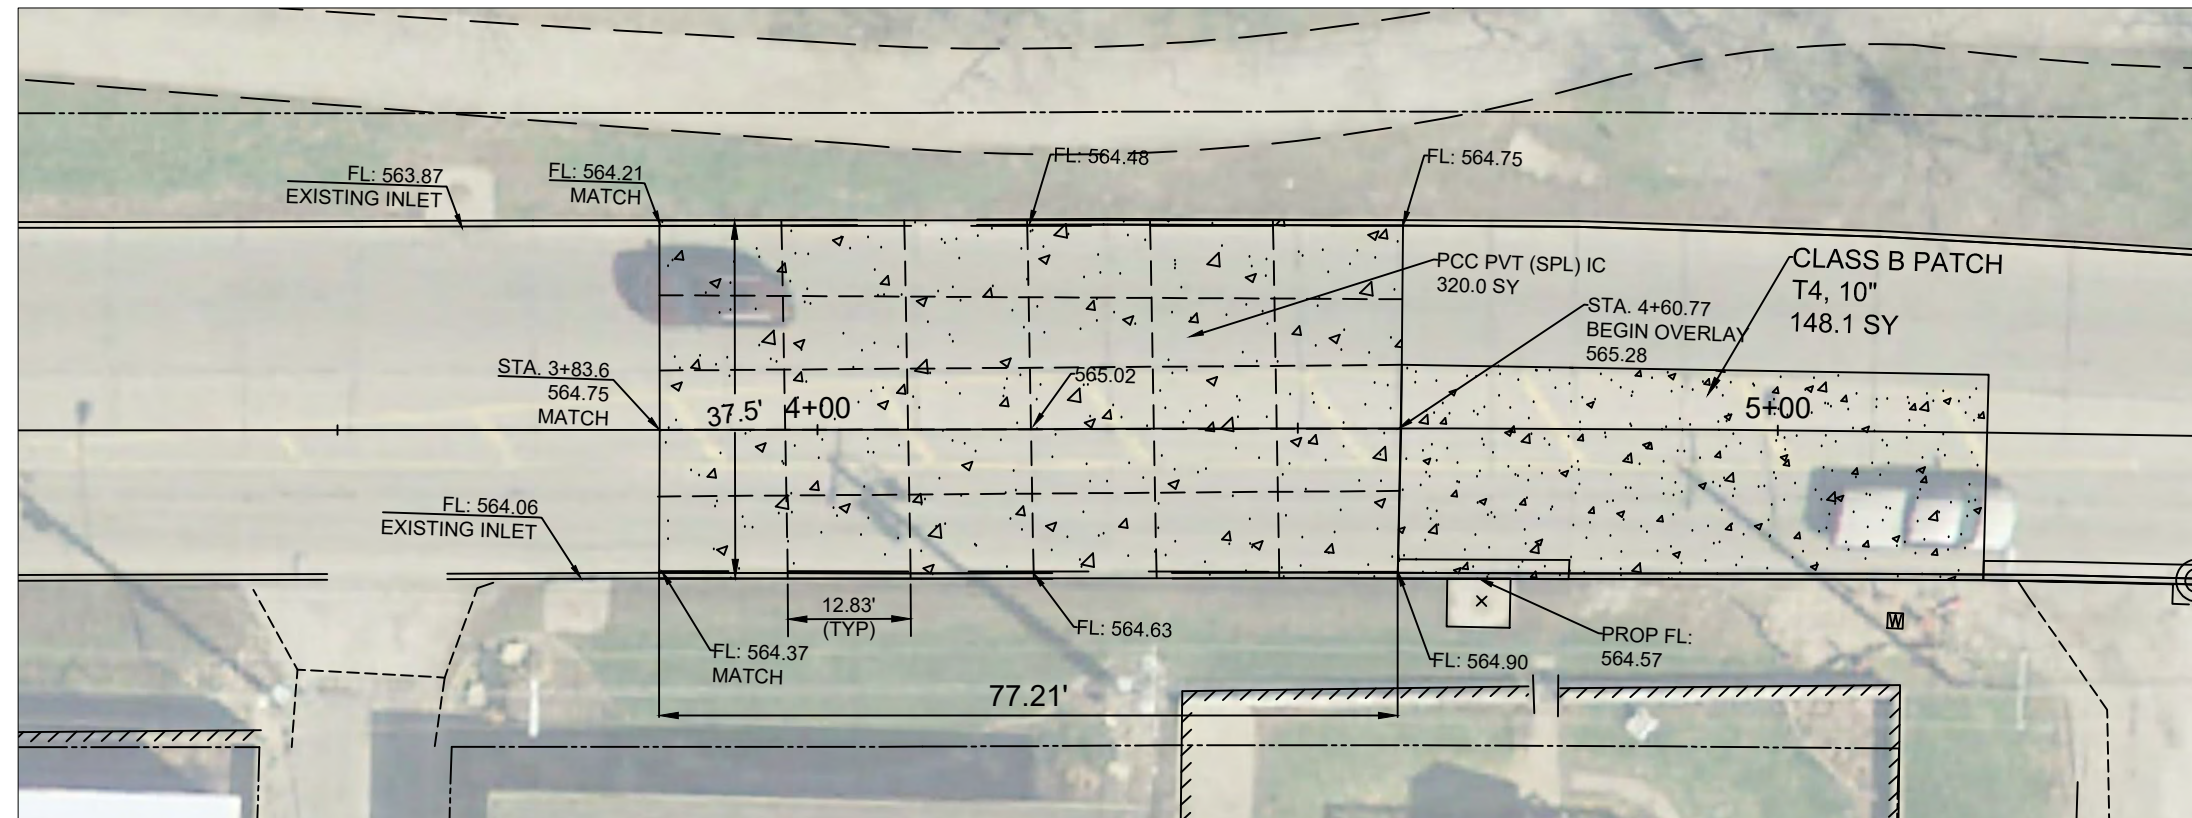 FL: 563.87
EXISTING INLET
FL: 564.21
MATCH
FL: 564.48
FL: 564.75
PCC PVT (SPL) IC
320.0 SY
CLASS B PATCH
T4, 10"
148.1 SY
STA. 4+60.77
BEGIN OVERLAY
565.28
STA. 3+83.6
564.75
MATCH
37.5'
4+00
565.02
5+00
FL: 564.06
EXISTING INLET
12.83'
(TYP)
FL: 564.37
MATCH
FL: 564.63
FL: 564.90
PROP FL:
564.57
W
77.21'